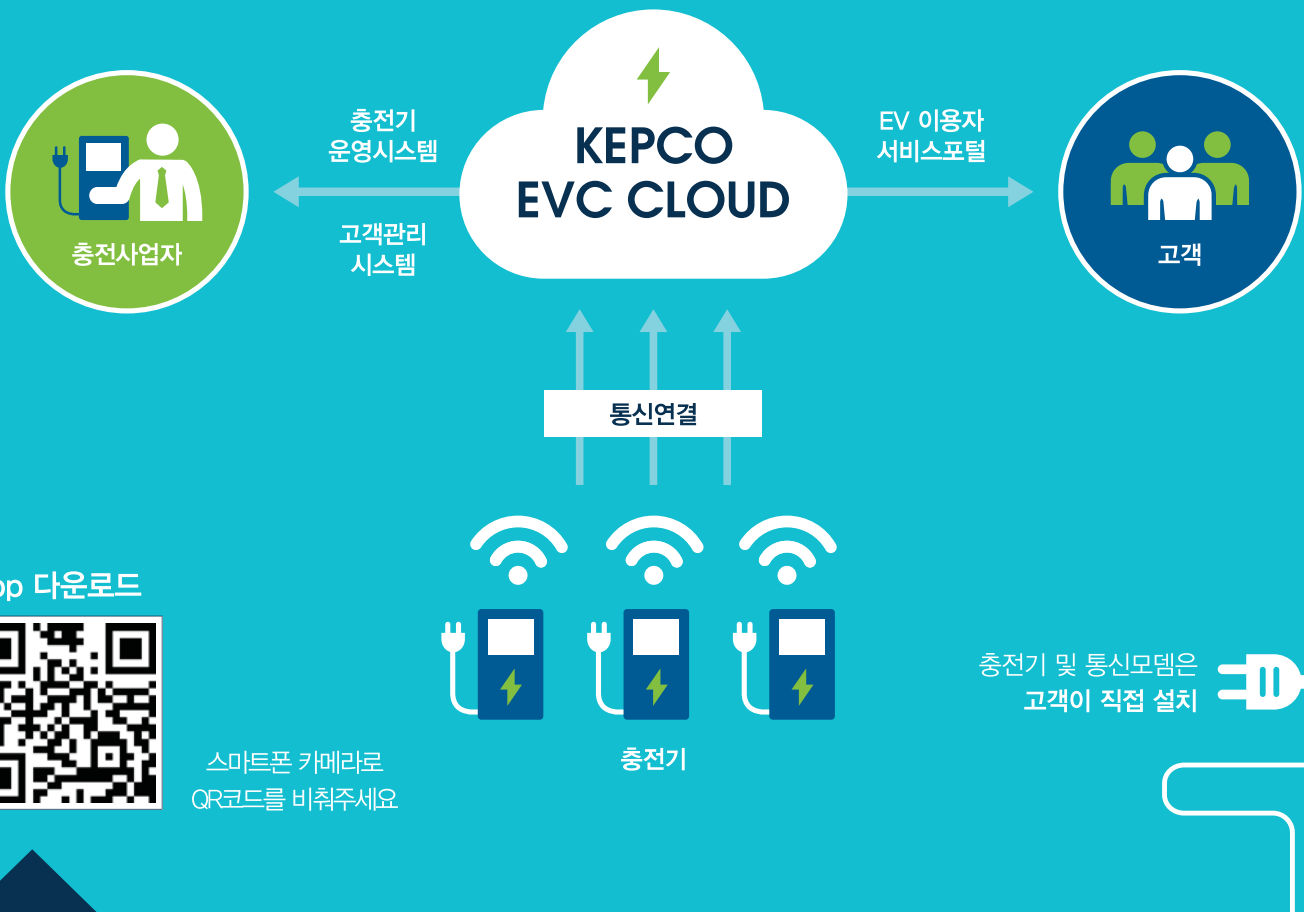 충전기
운영시스템
고객관리
시스템
충전사업자
KEPCO
EVC CLOUD
EV 이용자
서비스포털
고객
통신연결
충전기
다운로드
스마트폰 카메라로
QR코드를 비춰주세요
충전기 및 통신모뎀은
고객이 직접 설치